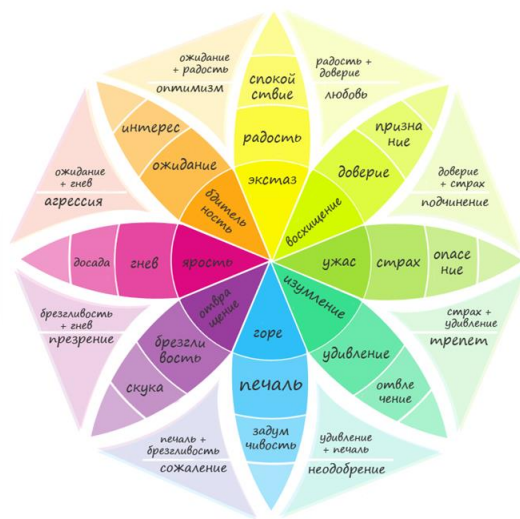 ожидание
+ радость
оптимизм
радость +
доверие
любовь
спокой
ствие
радость
экстаз
интерес
ожидание
бдитель
ность
призна
ние
доверие
восхищение
ожидание
+ гнев
агрессия
доверие
+ страх
подчинение
досада
гнев
ярость
ужас
страх
опасе
ние
отвра
щение
брезгли
вость
скука
изумление
удивление
отвле
чение
горе
печаль
задум
чивость
брезгливость
+ гнев
презрение
страх +
удивление
трепет
печаль +
брезгливость
сожаление
удивление
+ печаль
неодобрение